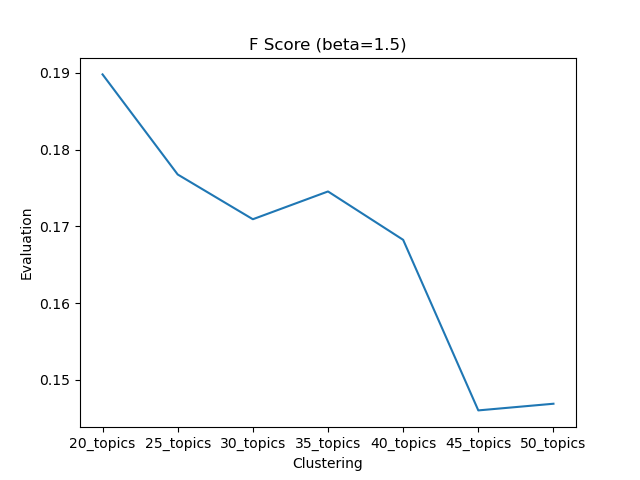 F Score (beta=1.5)
0.19
0.18
0.17
0.16
0.15
Evaluation
20_topics 25_topics 30_topics 35_topics 40_topics 45_topics 50_topics
Clustering